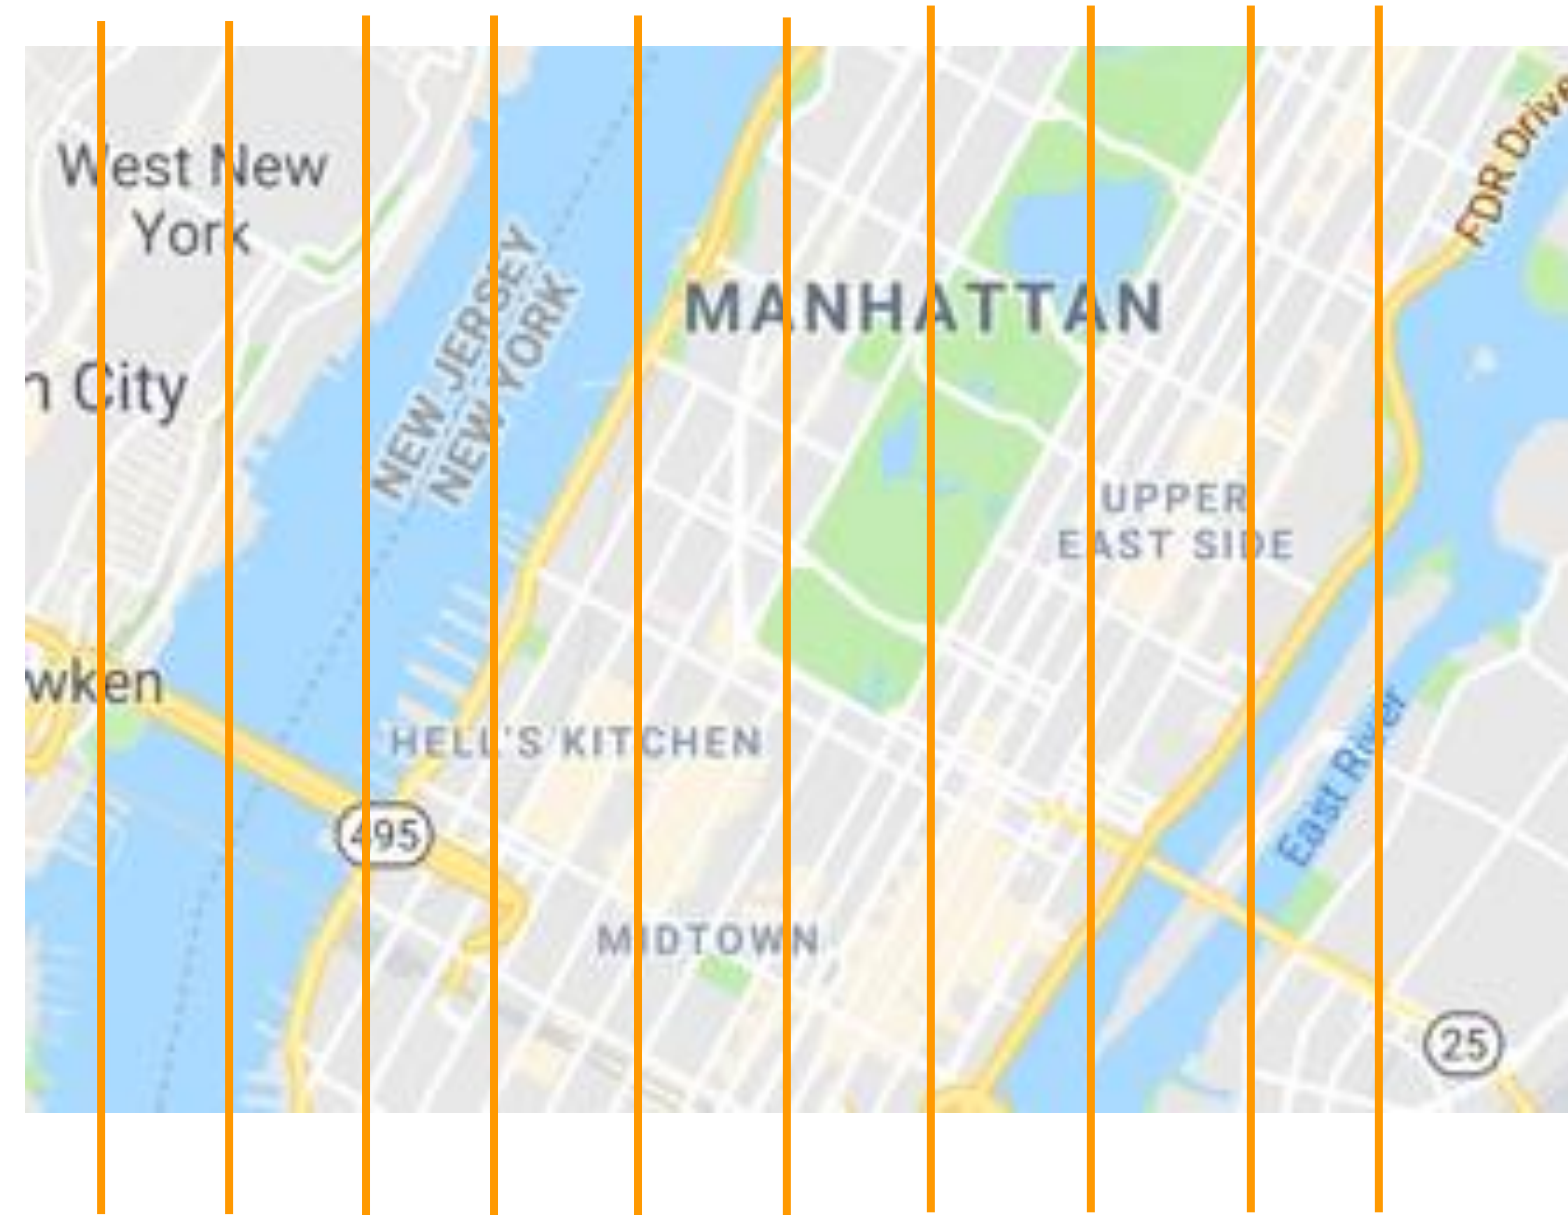 West New
York
FDR Drive
MANHATTAN
NEW JERSEY
NEW YORK
n City
UPPER
EAST SIDE
wken
HELL'S KITCHEN
East River
495
MIDTOWN
25